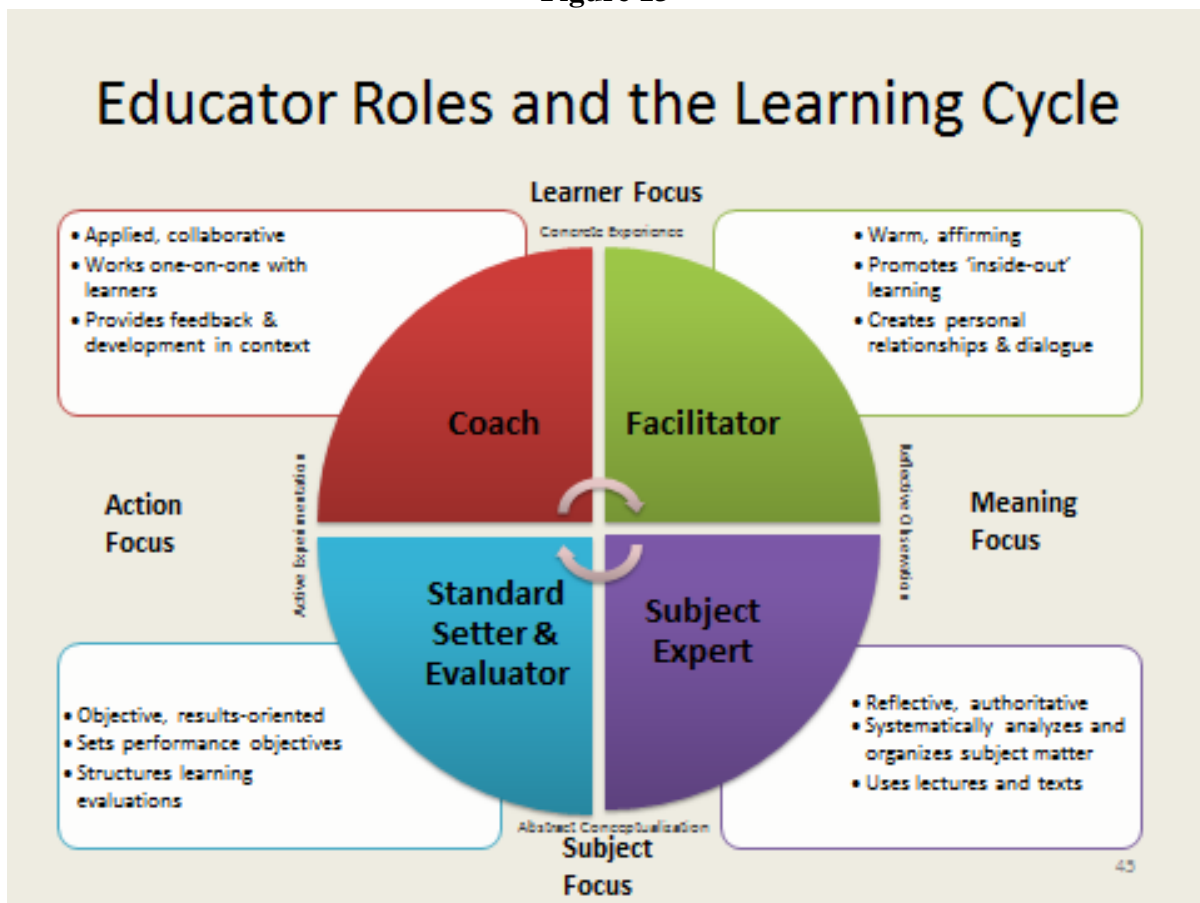 Educator Roles and the Learning Cycle
Learner Focus
Concrete Experience
• Applied, collaborative
• Works one-on-one with
learners
• Provides feedback &
development in context
• Warm, affirming
• Promotes ‘inside-out’
learning
• Creates personal
relationships & dialogue
Coach
Facilitator
Action
Focus
Active Experimentation
Reflective Observation
Meaning
Focus
Standard
Setter &
Evaluator
Subject
Expert
• Objective, results-oriented
• Sets performance objectives
• Structures learning
evaluations
• Reflective, authoritative
• Systematically analyzes and
organizes subject matter
• Uses lectures and texts
Abstract Conceptualization
Subject
Focus